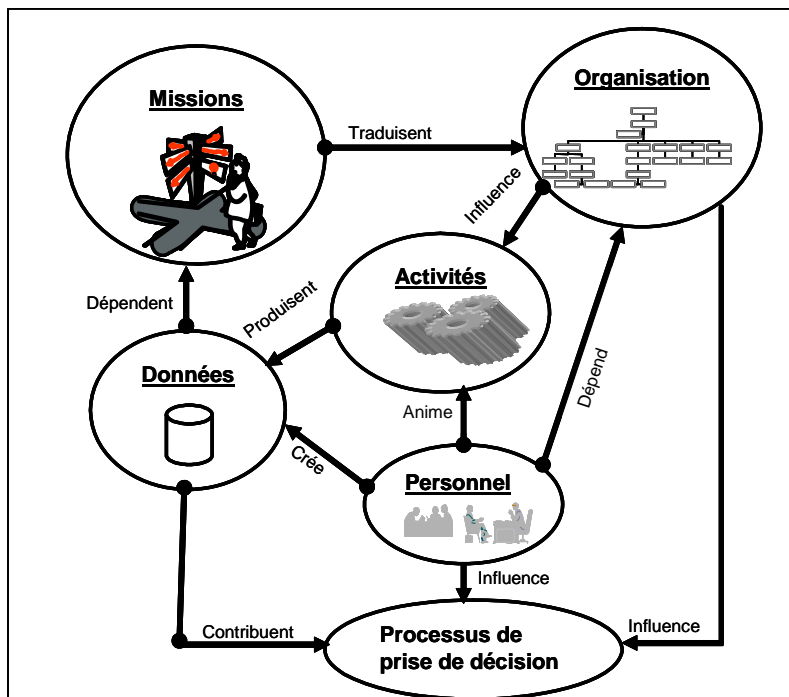 Missions
Organisation
Traduisent
Influence
Activités
Dépendent
Produisent
Données
Dépend
Anime
Crée
Personnel
Influence
Contribuent
Influence
Processus de
prise de décision